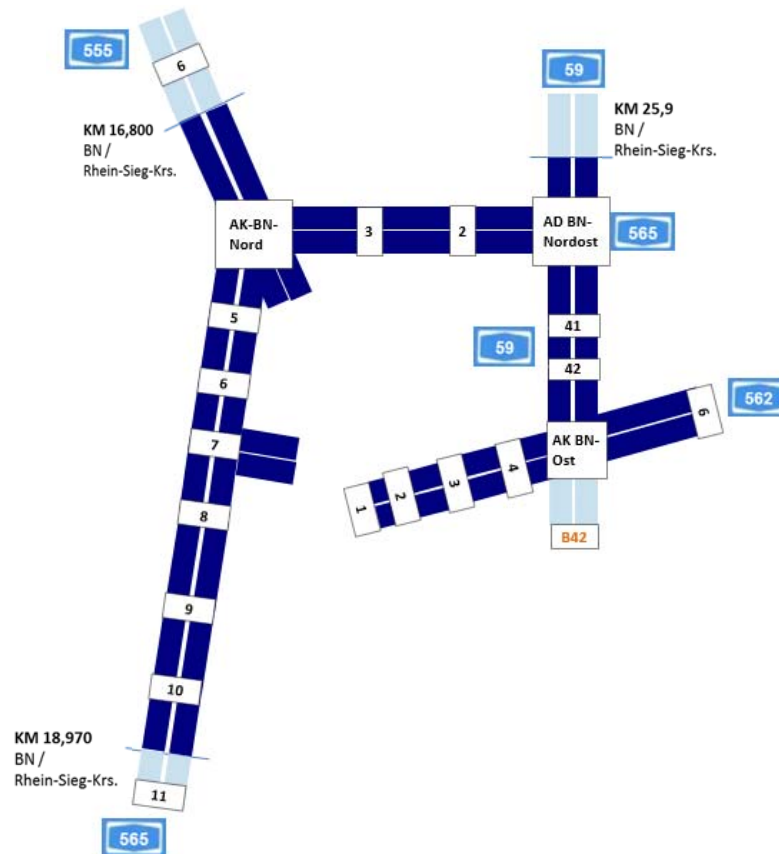 555
6
59
KM 16,800
BN /
Rhein-Sieg-Krs.
KM 25,9
BN /
Rhein-Sieg-Krs.
AK-BN-
Nord
3
2
AD BN-
Nordost
565
5
41
59
42
6
562
6
7
AK BN-
Ost
4
3
2
1
8
B42
9
10
KM 18,970
BN /
Rhein-Sieg-Krs.
11
565